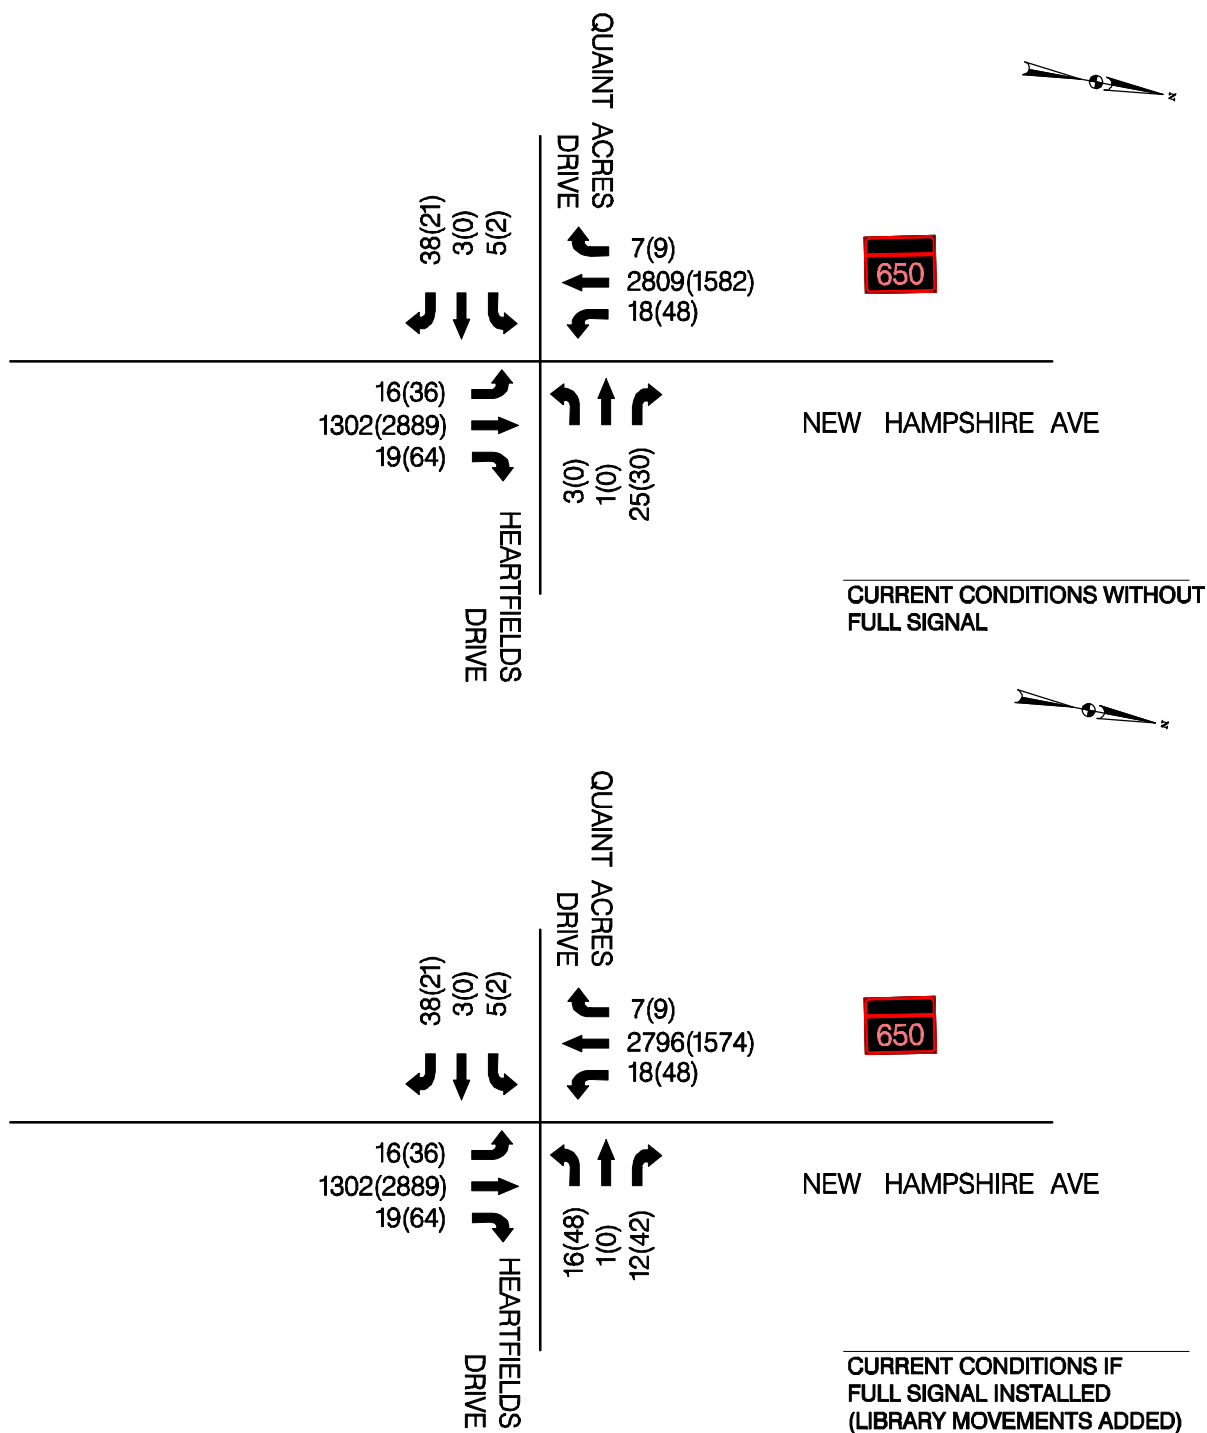 QUAINT ACRES
DRIVE
N
38(21)
3(0)
5(2)
7(9)
2809(1582)
18(48)
650
16(36)
1302(2889)
19(64)
3(0)
1(0)
25(30)
NEW HAMPSHIRE AVE
HEARTFIELDS
DRIVE
CURRENT CONDITIONS WITHOUT
FULL SIGNAL
N
QUAINT ACRES
DRIVE
38(21)
3(0)
5(2)
7(9)
2796(1574)
18(48)
650
16(36)
1302(2889)
19(64)
16(48)
1(0)
12(42)
NEW HAMPSHIRE AVE
HEARTFIELDS
DRIVE
CURRENT CONDITIONS IF
FULL SIGNAL INSTALLED
(LIBRARY MOVEMENTS ADDED)